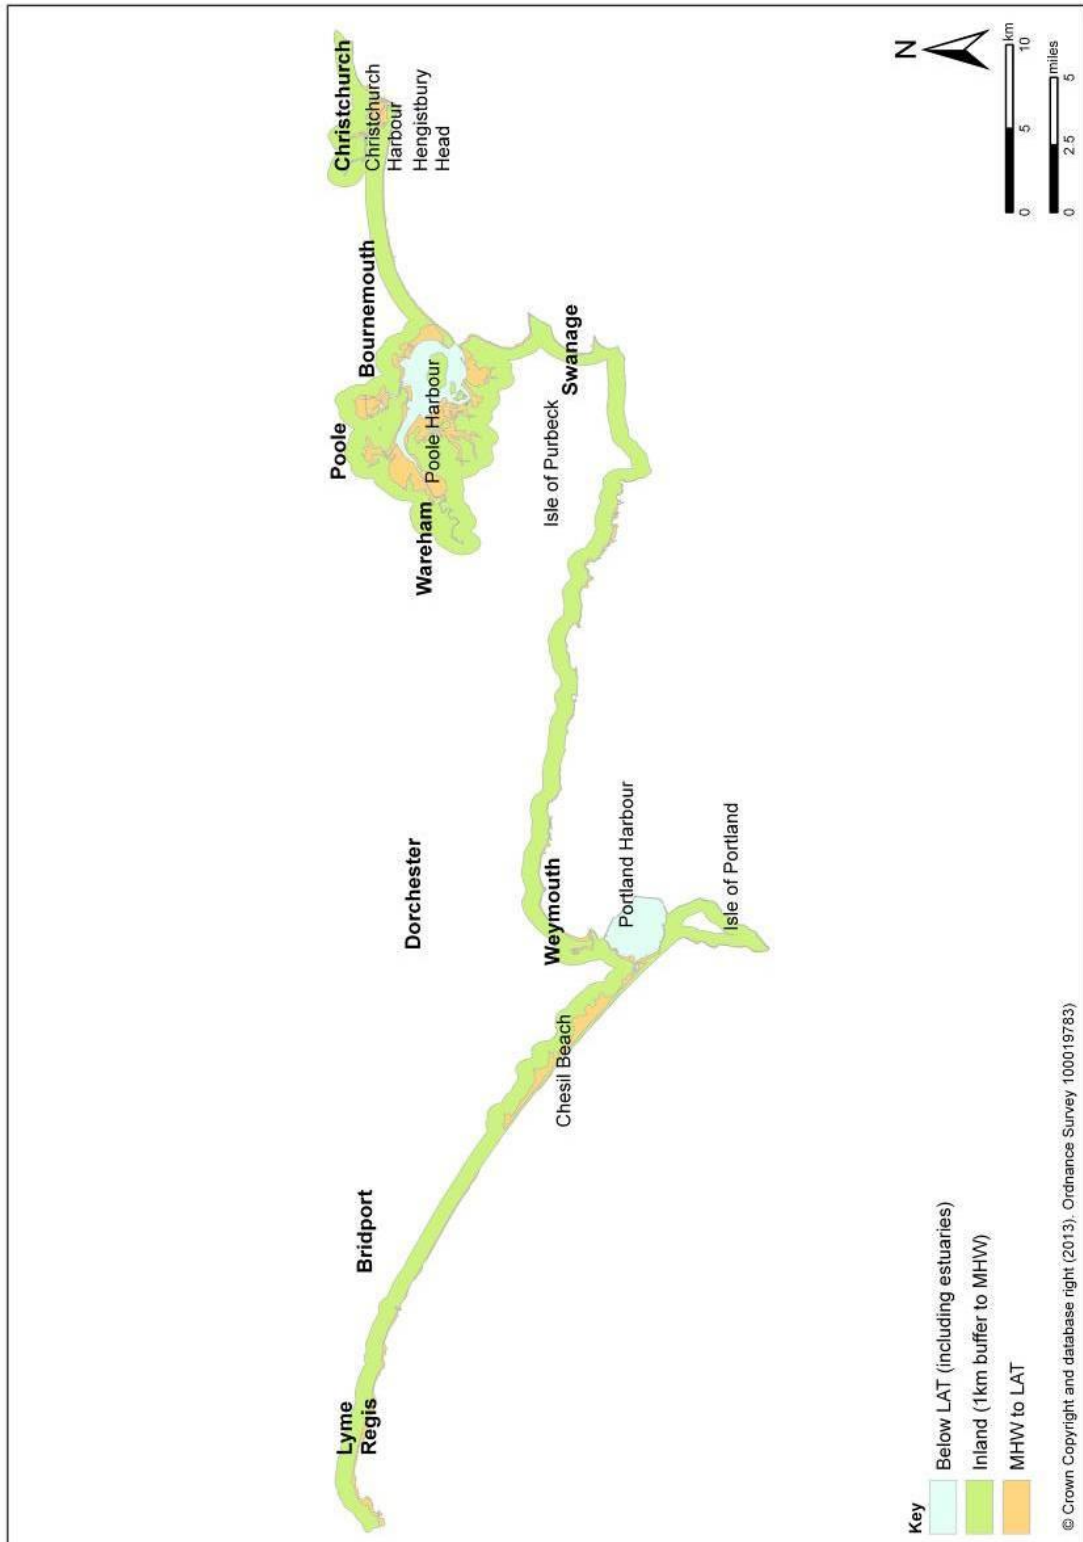 Christchurch
Christchurch
Harbour
Hengistbury
Head
Bournemouth
Poole
Poole Harbour
Wareham
Swanage
Isle of Purbeck
Dorchester
Weymouth
Portland Harbour
Isle of Portland
Chesil Beach
Bridport
Lyme
Regis
N
km
0 5 10
miles
0 2.5 5
Key
Below LAT (including estuaries)
Inland (1km buffer to MHW)
MHW to LAT
© Crown Copyright and database right (2013). Ordnance Survey 100019783